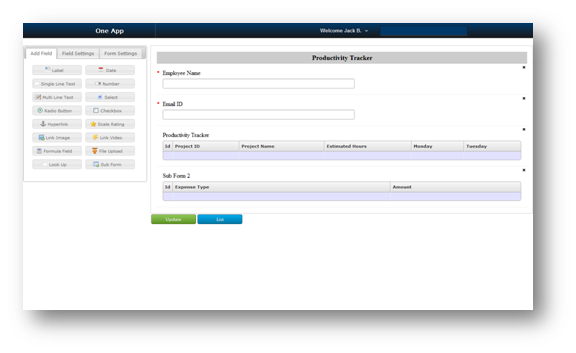 One App Welcome Jack B.
Add Field Field Settings Form Settings
Productivity Tracker
Label Date
* Employee Name
Single Line Text Number
Multi Line Text Select
* Email ID
Radio Button Checkbox
Hyperlink Scale Rating
Productivity Tracker
Link Image Link Video
Id Project ID Project Name Estimated Hours Monday Tuesday
Formula Field File Upload
Look Up Sub Form
Sub Form 2
Id Expense Type Amount
Update List